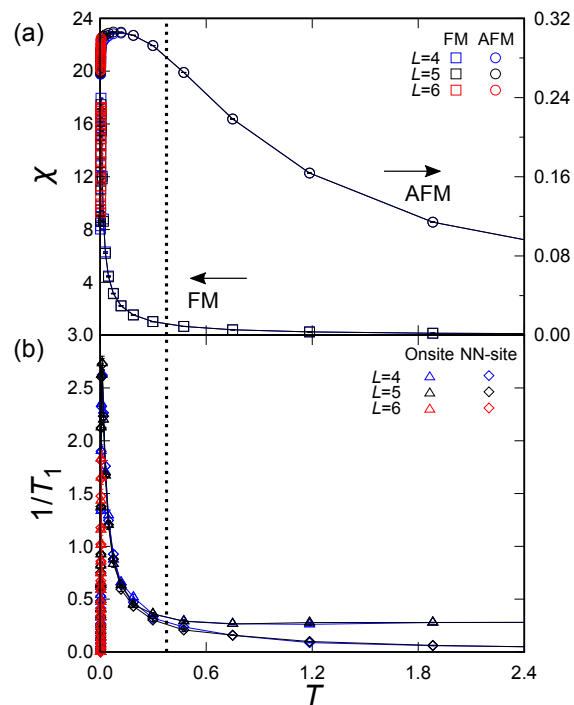 (a)
24
20
16
12
8
4
χ
0.32
0.24
0.16
0.08
0.00
FM AFM
L=4
L=5
L=6
AFM
FM
(b)
3.0
2.5
2.0
1.5
1.0
0.5
0.0
1/T1
Onsite NN-site
L=4
L=5
L=6
0.0 0.6 1.2 1.8 2.4
T